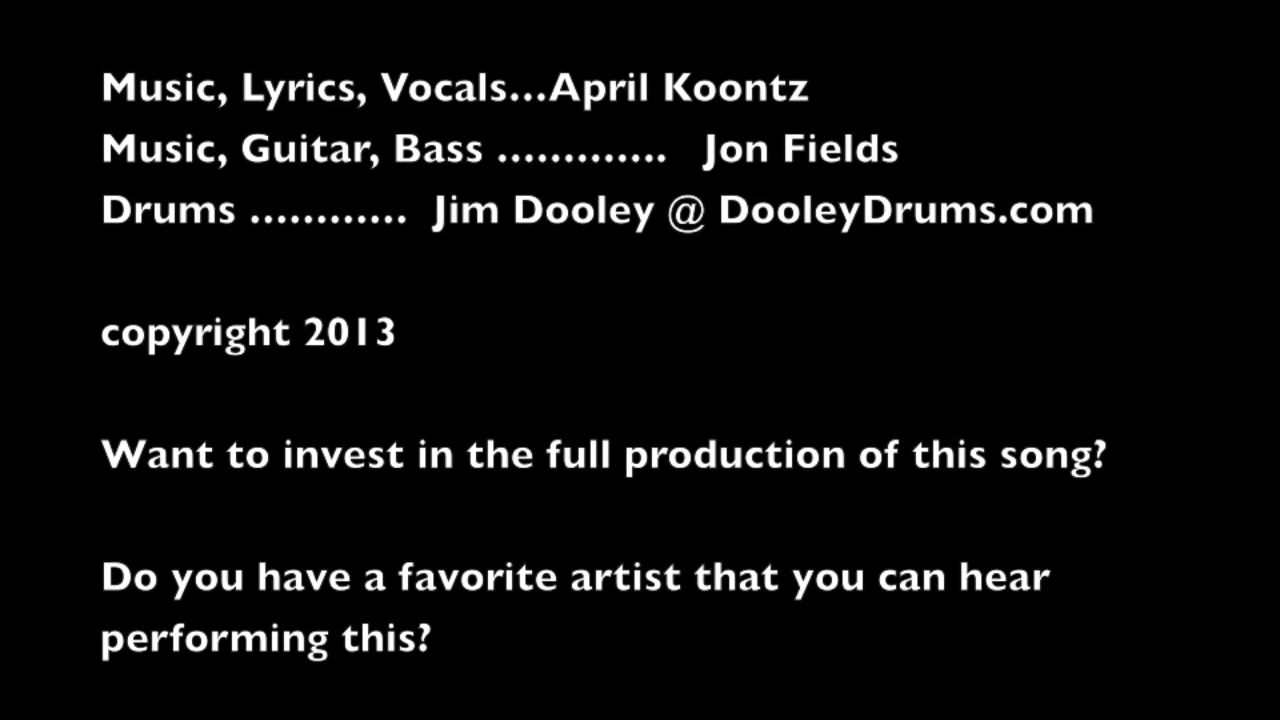 Music, Lyrics, Vocals...April Koontz
Music, Guitar, Bass ............. Jon Fields
Drums ............ Jim Dooley @ DooleyDrums.com
copyright 2013
Want to invest in the full production of this song?
Do you have a favorite artist that you can hear
performing this?